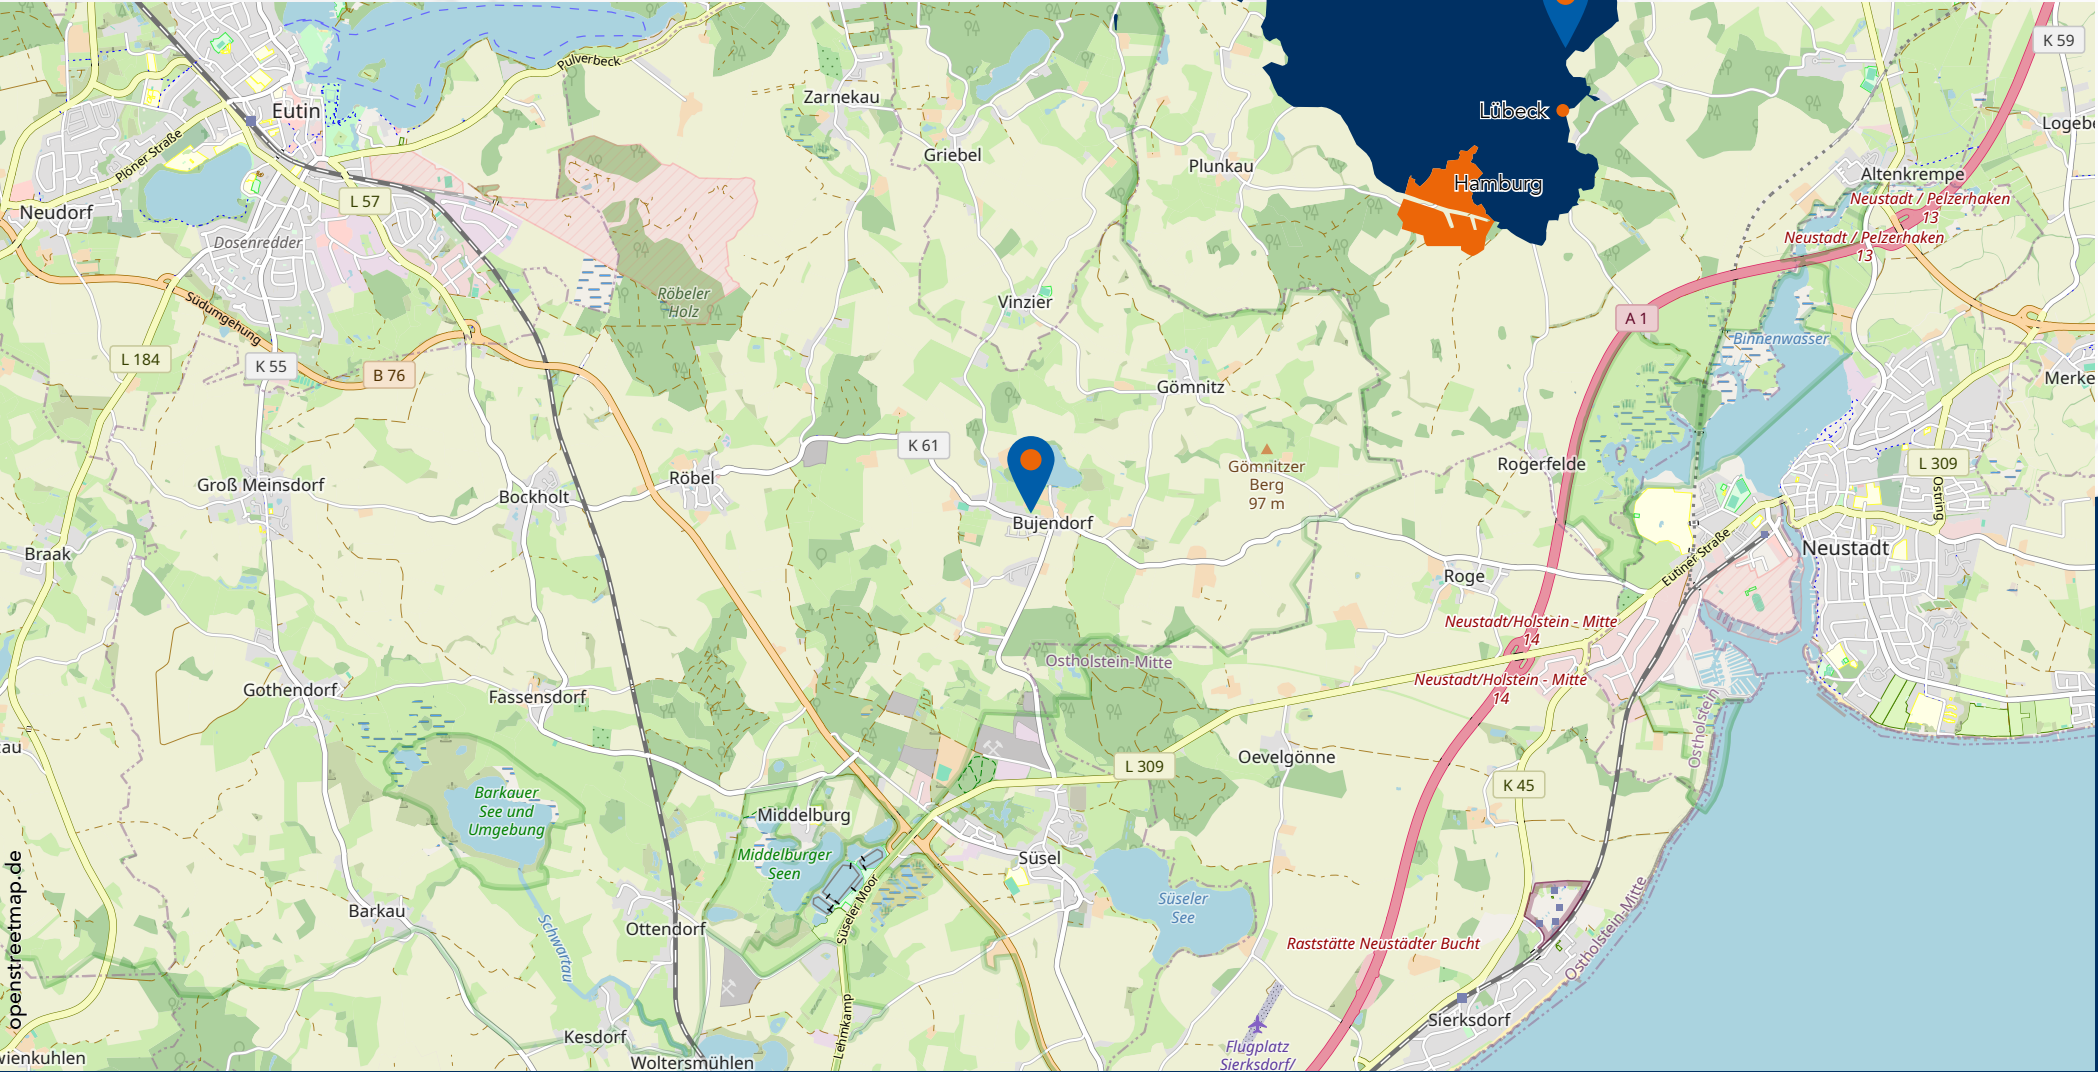 K 59
Pulverbeck
Zarnekau
Eutin
Lübeck
Plöner Straße
Griebel
Plunkau
Altenkrempe
Hamburg
L 57
Neudorf
Neustadt / Pelzerhaken
13
Dosenredder
Neustadt / Pelzerhaken
13
Röbeler
Holz
Vinzier
Südumgehung
A 1
Binnenwasser
L 184
K 55
B 76
Gömnitz
K 61
Gömnitzer
Berg
97 m
Rogerfelde
L 309
Ostring
Groß Meinsdorf
Bockholt
Röbel
Bujendorf
Braak
Neustadt
Eutiner Straße
Roge
Neustadt/Holstein - Mitte
14
Ostholstein-Mitte
Neustadt/Holstein - Mitte
14
Gothendorf
Fassensdorf
Ostholstein
Oevelgönne
L 309
K 45
Barkauer
See und
Umgebung
Middelburg
Middelburger
Seen
Süsel
Süseler Moor
Süseler
See
Barkau
Ottendorf
Schwartau
Raststätte Neustädter Bucht
Ostholstein-Mitte
openstreetmap.de
Lehmkamp
Sierksdorf
Kesdorf
Woltersmühlen
Flugplatz
Sierksdorf/